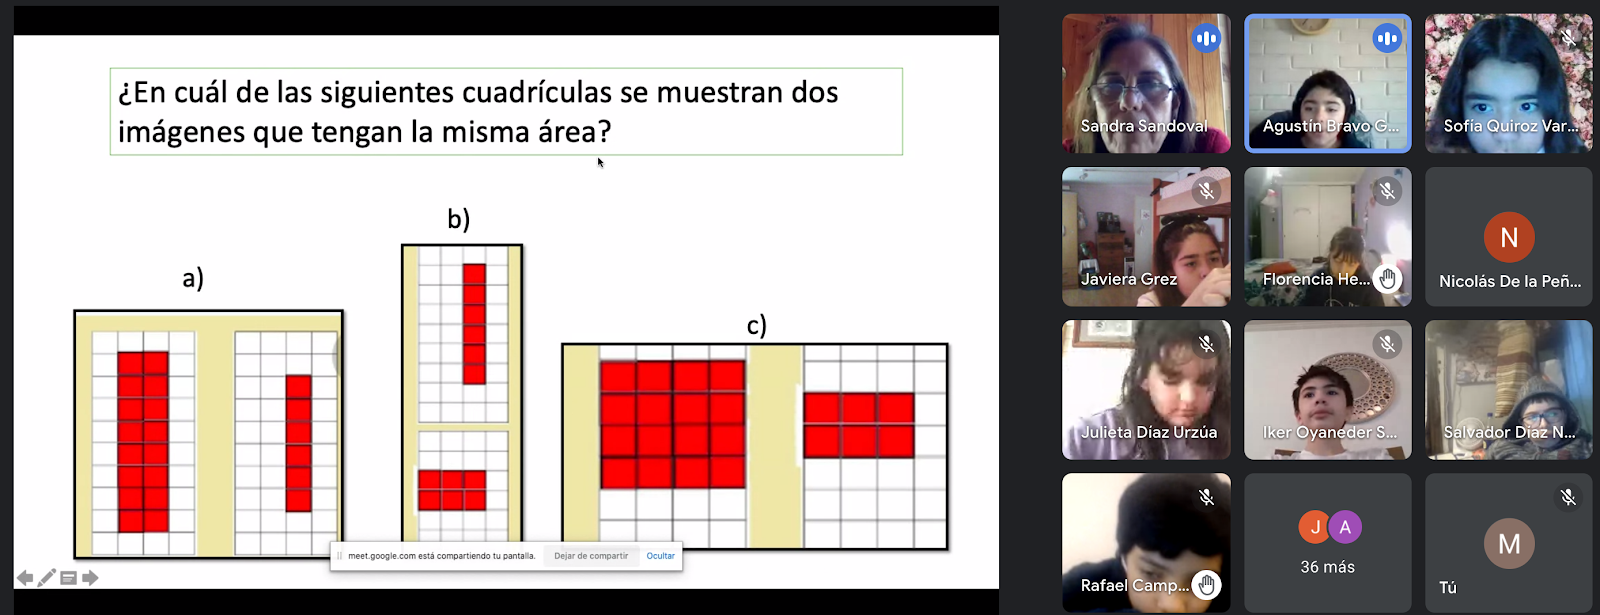 ¿En cuál de las siguientes cuadrículas se muestran dos
imágenes que tengan la misma área?
a)
b)
c)
meet.google.com está compartiendo tu pantalla.
Dejar de compartir
Ocultar
Sandra Sandoval
Agustín Bravo G...
Sofía Quiroz Var...
Javiera Grez
Florencia He...
N
Nicolás De la Peñ...
Julieta Díaz Urzúa
Iker Oyaneder S...
Salvador Diaz N...
Rafael Camp...
J A
36 más
M
Tú